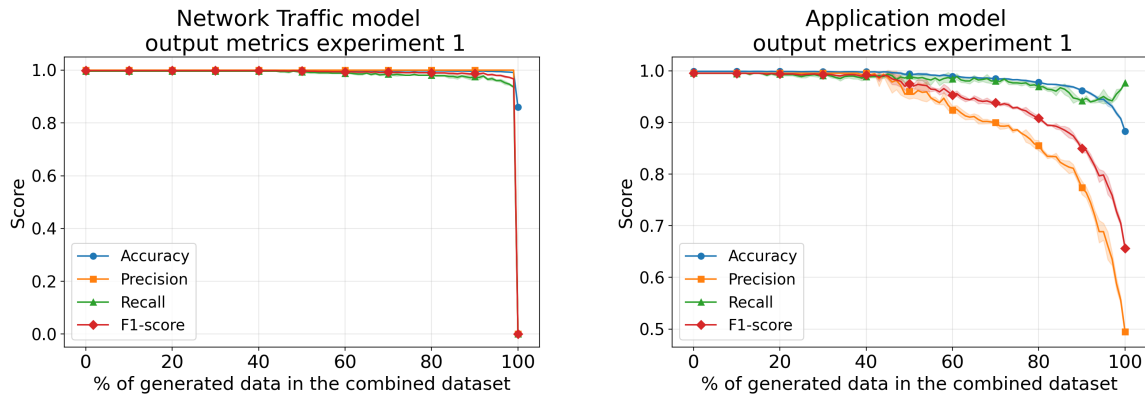 Network Traffic model
output metrics experiment 1
1.0
0.8
0.6
0.4
0.2
0.0
Score
Accuracy
Precision
Recall
F1-score
0 20 40 60 80 100
% of generated data in the combined dataset
Application model
output metrics experiment 1
1.0
0.9
0.8
0.7
0.6
0.5
Score
Accuracy
Precision
Recall
F1-score
0 20 40 60 80 100
% of generated data in the combined dataset